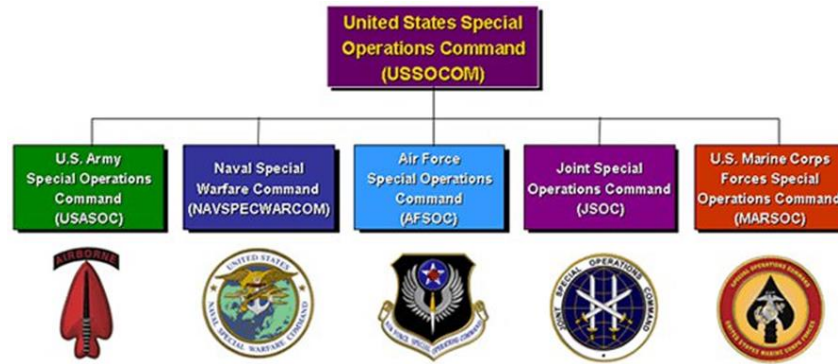 United States Special
Operations Command
(USSOCOM)
U.S. Army
Special Operations
Command
(USASOC)
Naval Special
Warfare Command
(NAVSPECWARCOM)
Air Force
Special Operations
Command
(AFSOC)
Joint Special
Operations Command
(JSOC)
U.S. Marine Corps
Forces Special
Operations Command
(MARSOC)
AIRBORNE
UNITED STATES
NAVAL SPECIAL WARFARE COMMAND
AIR FORCE SPECIAL OPERATIONS COMMAND
JOINT SPECIAL OPERATIONS COMMAND
SPECIAL OPERATIONS COMMAND
UNITED STATES MARINE CORPS FORCES